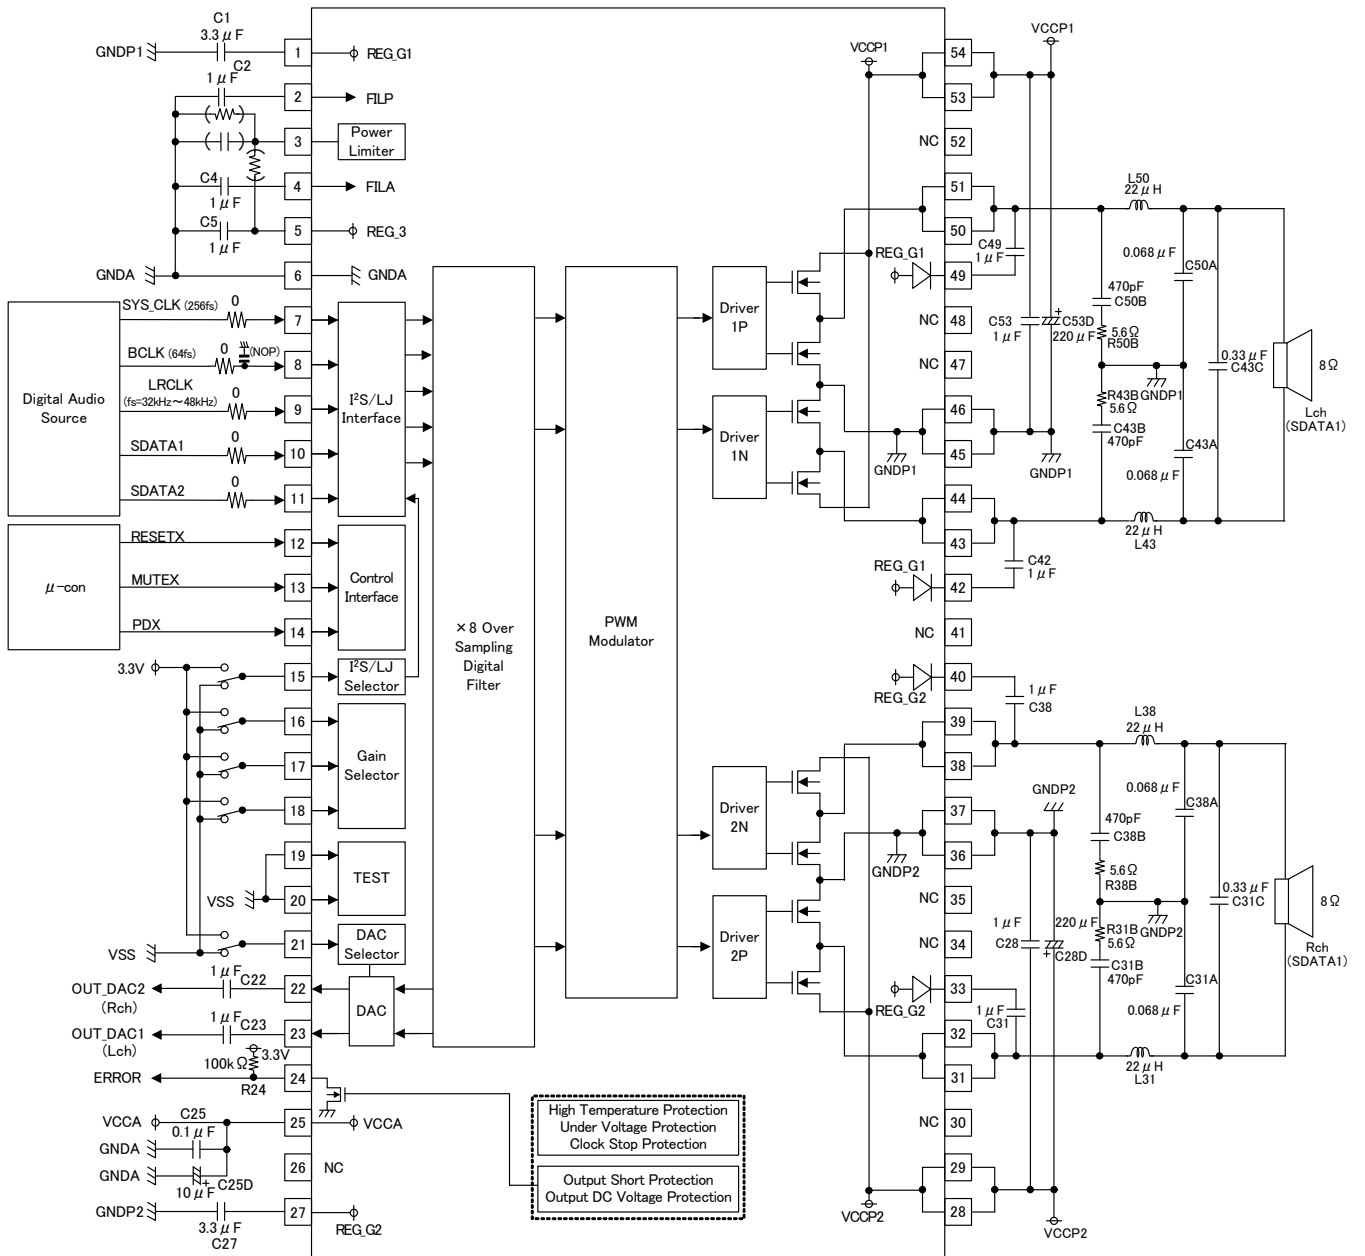 C1
3.3μF
GNDP1
1
REG_G1
C2
1μF
2
FILP
3
Power
Limiter
C4
1μF
4
FILA
C5
1μF
5
REG_3
GNDA
6
GNDA
Digital Audio
Source
SYS_CLK (256fs)
0
7
BCLK (64fs)
0
(NOP)
8
LRCLK
(fs=32kHz~48kHz)
0
9
SDATA1
0
10
SDATA2
0
11
I²S/LJ
Interface
μ-con
RESETX
12
MUTEX
13
PDX
14
Control
Interface
3.3V
15
I²S/LJ
Selector
16
17
18
Gain
Selector
19
20
VSS
TEST
VSS
21
DAC
Selector
1μF
C22
OUT_DAC2
(Rch)
22
1μF
C23
OUT_DAC1
(Lch)
23
DAC
3.3V
100kΩ
ERROR
R24
24
VCCA
C25
25
VCCA
0.1μF
GNDA
GNDA
+
C25D
10μF
26
NC
GNDP2
3.3μF
C27
27
REG_G2
×8 Over
Sampling
Digital
Filter
PWM
Modulator
Driver
1P
Driver
1N
Driver
2N
Driver
2P
High Temperature Protection
Under Voltage Protection
Clock Stop Protection
Output Short Protection
Output DC Voltage Protection
VCCP1
54
53
VCCP1
NC
52
51
50
REG_G1
49
C49
1μF
NC
48
NC
47
C53
1μF
+
C53D
220μF
46
45
GNDP1
GNDP1
44
43
REG_G1
42
C42
1μF
NC
41
L50
22μH
0.068μF
C50A
470pF
C50B
5.6Ω
R50B
GNDP1
R43B
5.6Ω
C43B
470pF
C43A
0.068μF
0.33μF
C43C
8Ω
Lch
(SDATA1)
22μH
L43
REG_G2
40
1μF
C38
39
38
37
36
GNDP2
GNDP2
NC
35
NC
34
1μF
C28
220μF
+
C28D
REG_G2
33
1μF
C31
32
31
NC
30
29
28
VCCP2
VCCP2
L38
22μH
0.068μF
C38A
470pF
C38B
5.6Ω
R38B
GNDP2
R31B
5.6Ω
C31B
470pF
C31A
0.068μF
0.33μF
C31C
8Ω
Rch
(SDATA1)
22μH
L31